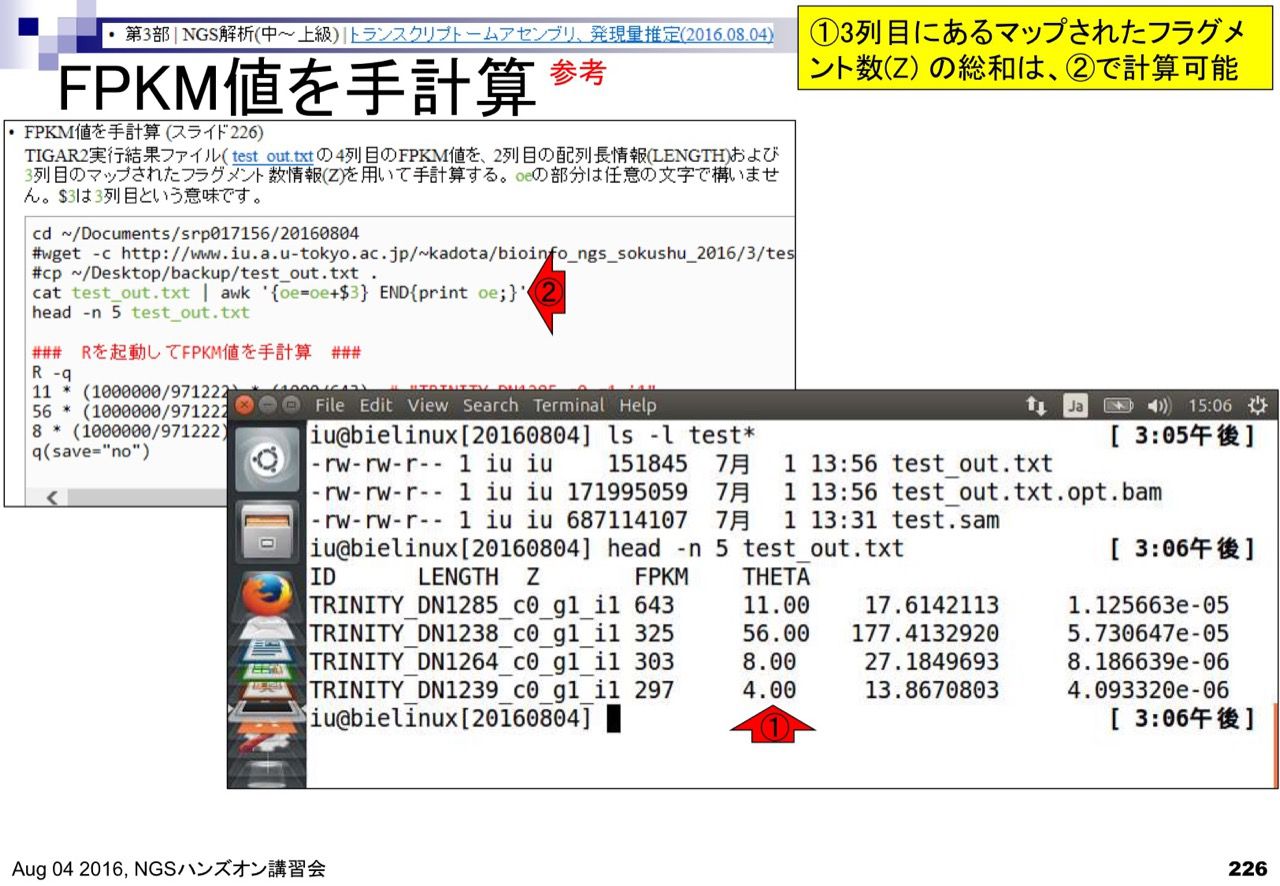 • 第3部 | NGS解析(中～上級) | トランスクリプトームアセンブリ、発現量推定(2016.08.04)
FPKM値を手計算 参考
①3列目にあるマップされたフラグメ
ント数(Z) の総和は、②で計算可能
• FPKM値を手計算 (スライド226)
TIGAR2実行結果ファイル( test_out.txt の4列目のFPKM値を、2列目の配列長情報(LENGTH)および
3列目のマップされたフラグメント数情報(Z)を用いて手計算する。oeの部分は任意の文字で構いませ
ん。$3は3列目という意味です。
cd ~/Documents/srp017156/20160804
#wget -c http://www.iu.a.u-tokyo.ac.jp/~kadota/bioinfo_ngs_sokushu_2016/3/tes
#cp ~/Desktop/backup/test_out.txt .
cat test_out.txt | awk '{oe=oe+$3} END{print oe;}' ②
head -n 5 test_out.txt
### Rを起動してFPKM値を手計算 ###
R -q
11 * (1000000/971222) * (1000/643) # "TRINITY_DN1285_c0_g1_i1"
56 * (1000000/971222
8 * (1000000/971222)
q(save="no")
File Edit View Search Terminal Help Ja 15:06
iu@bielinux[20160804] ls -l test* [ 3:05午後]
-rw-rw-r-- 1 iu iu 151845 7月 1 13:56 test_out.txt
-rw-rw-r-- 1 iu iu 171995059 7月 1 13:56 test_out.txt.opt.bam
-rw-rw-r-- 1 iu iu 687114107 7月 1 13:31 test.sam
iu@bielinux[20160804] head -n 5 test_out.txt [ 3:06午後]
ID LENGTH Z FPKM THETA
TRINITY_DN1285_c0_g1_i1 643 11.00 17.6142113 1.125663e-05
TRINITY_DN1238_c0_g1_i1 325 56.00 177.4132920 5.730647e-05
TRINITY_DN1264_c0_g1_i1 303 8.00 27.1849693 8.186639e-06
TRINITY_DN1239_c0_g1_i1 297 4.00 13.8670803 4.093320e-06
iu@bielinux[20160804] [ 3:06午後]
①
Aug 04 2016, NGSハンズオン講習会
226